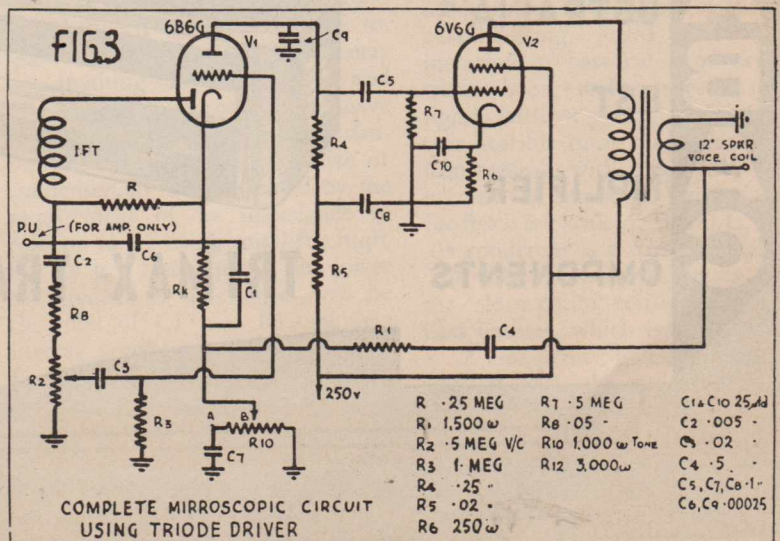 FIG.3
6B6G
V1
C9
6V6G
V2
C5
R7
R4
IFT
C10
R6
12" SPKR
VOICE COIL
R
C8
P.U.
(FOR AMP. ONLY)
C6
C2
Rk
C1
R5
R8
R1
C4
C3
R2
250v
R3
A
B
R10
C7
R .25 MEG
R1 1,500 ω
R2 .5 MEG V/C
R3 1 MEG
R4 .25 "
R5 .02 "
R6 250 ω
R7 .5 MEG
R8 .05 "
R10 1,000 ω TONE
R12 3,000 ω
C1 & C10 25
C2 .005 "
C3 .02 "
C4 .5 "
C5, C7, C8 .1 "
C6, C9 .00025
COMPLETE MIRROSCOPIC CIRCUIT
USING TRIODE DRIVER